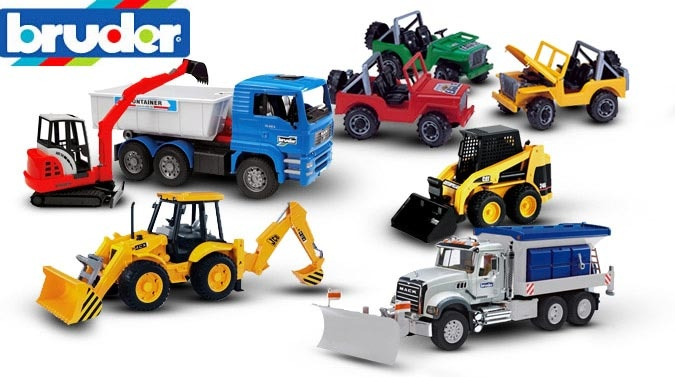 bruder
CONTAINER
bruder
JCB
JCB
CAT
MACK
bruder